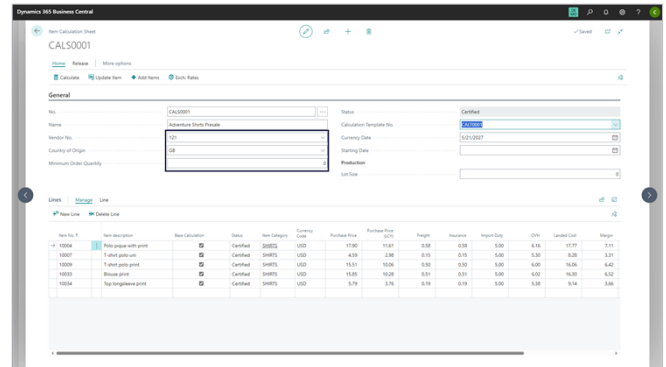 Dynamics 365 Business Central
Item Calculation Sheet
Saved
CALS0001
Home Release More options
Calculate Update Item Add Items Exch. Rates
General
No. CALS0001
Name Adventure Shirts Presale
Vendor No. 121
Country of Origin GB
Minimum Order Quantity 0
Status Certified
Calculation Template No. CALT0001
Currency Date 5/21/2027
Starting Date
Production
Lot Size 0
Lines Manage Line
New Line Delete Line
Item No. Item description Base Calculation Status Item Category Currency Code Purchase Price Purchase Price (LCY) Freight Insurance Import Duty OVH Landed Cost Margin
10004 Polo pique with print Certified SHIRTS USD 17.90 11.61 0.58 0.58 5.00 6.16 17.77 7.11
10007 T-shirt polo uni Certified SHIRTS USD 4.59 2.98 0.15 0.15 5.00 5.30 8.28 3.31
10009 T-shirt polo print Certified SHIRTS USD 15.51 10.06 0.50 0.50 5.00 6.00 16.06 6.42
10033 Blouse print Certified SHIRTS USD 15.85 10.28 0.51 0.51 5.00 6.02 16.30 6.52
10034 Top longsleeve print Certified SHIRTS USD 5.79 3.76 0.19 0.19 5.00 5.38 9.14 3.66